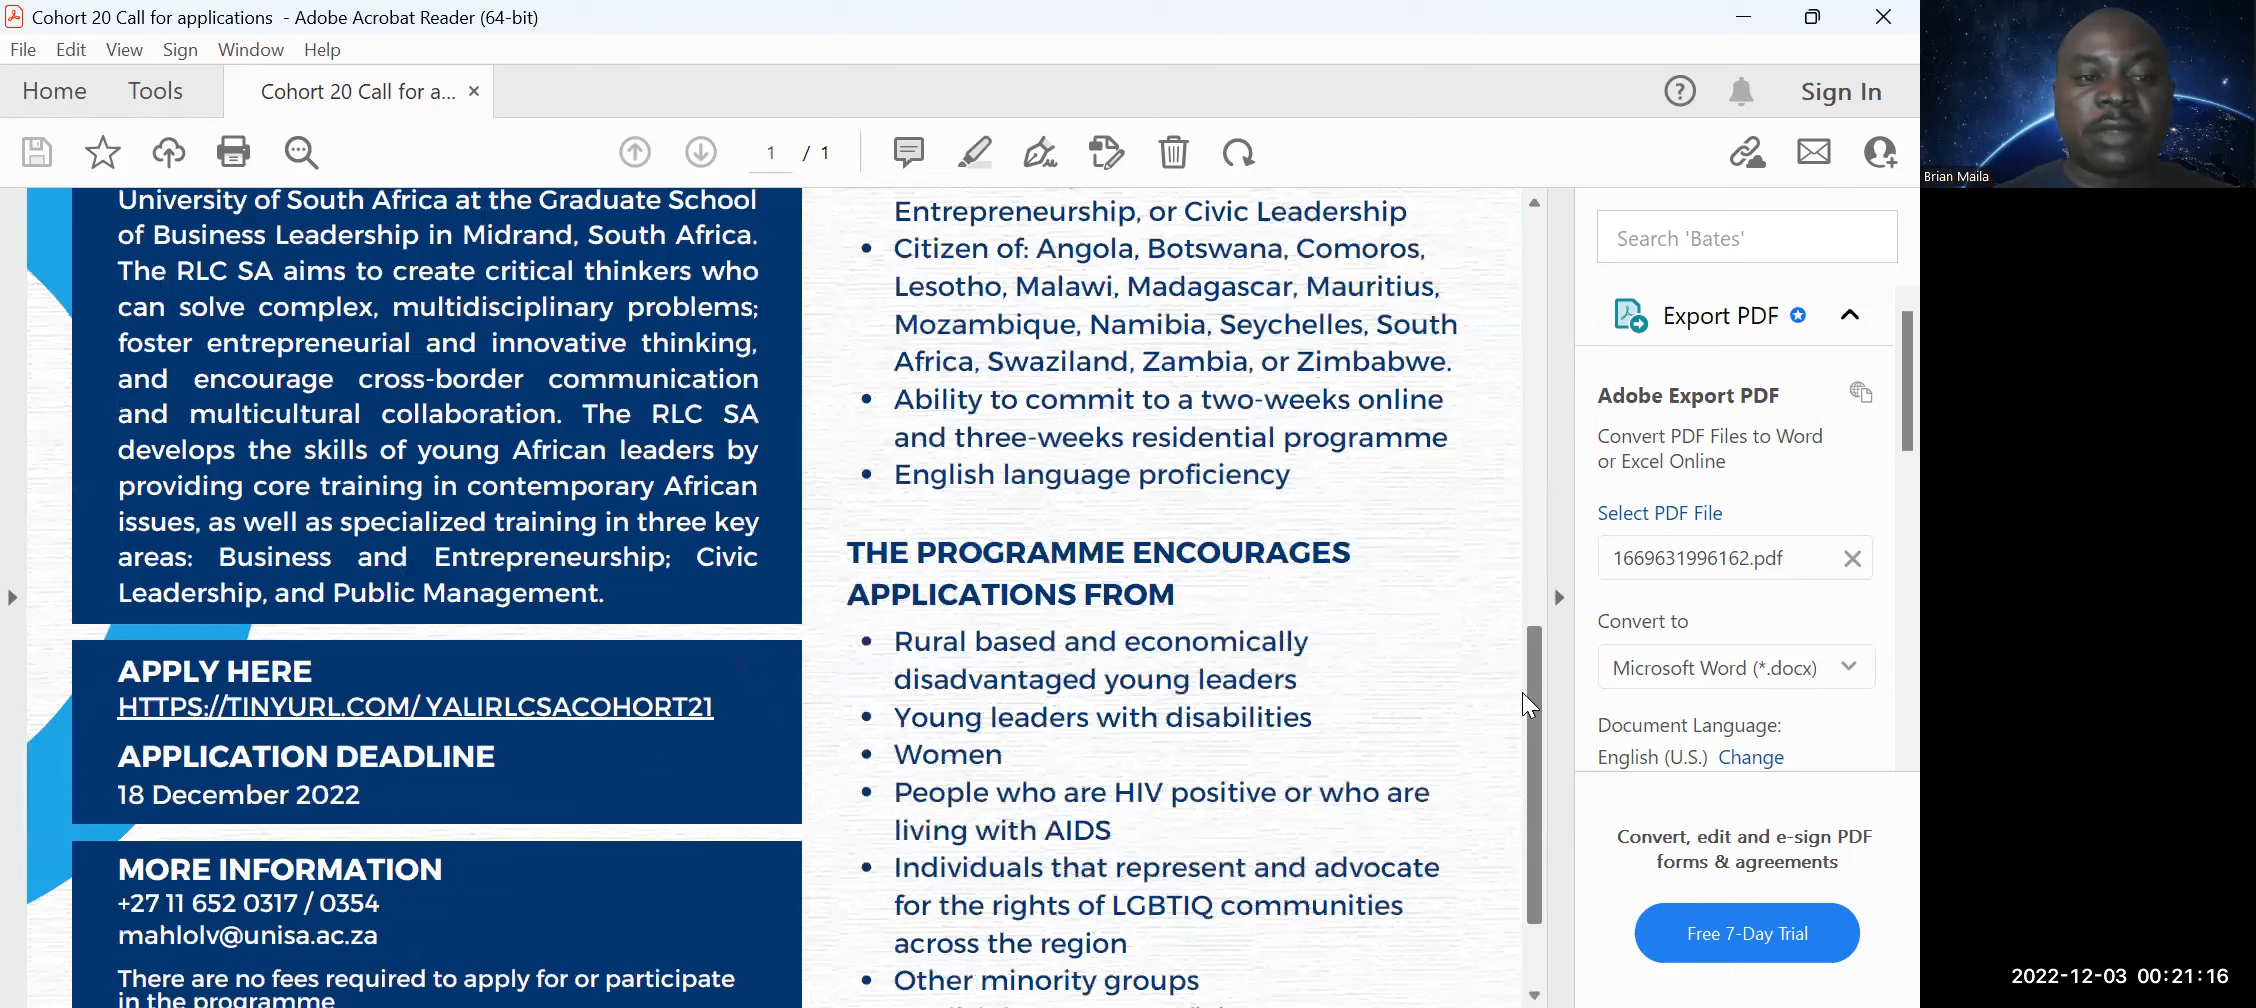 Cohort 20 Call for applications - Adobe Acrobat Reader (64-bit)
File Edit View Sign Window Help
Home Tools Cohort 20 Call for a... × Sign In
1 / 1
University of South Africa at the Graduate School
of Business Leadership in Midrand, South Africa.
The RLC SA aims to create critical thinkers who
can solve complex, multidisciplinary problems;
foster entrepreneurial and innovative thinking,
and encourage cross-border communication
and multicultural collaboration. The RLC SA
develops the skills of young African leaders by
providing core training in contemporary African
issues, as well as specialized training in three key
areas: Business and Entrepreneurship; Civic
Leadership, and Public Management.
APPLY HERE
HTTPS://TINYURL.COM/ YALIRLCSACOHORT21
APPLICATION DEADLINE
18 December 2022
MORE INFORMATION
+27 11 652 0317 / 0354
mahlolv@unisa.ac.za
There are no fees required to apply for or participate
in the programme
Entrepreneurship, or Civic Leadership
• Citizen of: Angola, Botswana, Comoros,
Lesotho, Malawi, Madagascar, Mauritius,
Mozambique, Namibia, Seychelles, South
Africa, Swaziland, Zambia, or Zimbabwe.
• Ability to commit to a two-weeks online
and three-weeks residential programme
• English language proficiency
THE PROGRAMME ENCOURAGES
APPLICATIONS FROM
• Rural based and economically
disadvantaged young leaders
• Young leaders with disabilities
• Women
• People who are HIV positive or who are
living with AIDS
• Individuals that represent and advocate
for the rights of LGBTIQ communities
across the region
• Other minority groups
Search 'Bates'
Export PDF
Adobe Export PDF
Convert PDF Files to Word
or Excel Online
Select PDF File
1669631996162.pdf
Convert to
Microsoft Word (*.docx)
Document Language:
English (U.S.) Change
Convert, edit and e-sign PDF
forms & agreements
Free 7-Day Trial
Brian Maila
2022-12-03 00:21:16